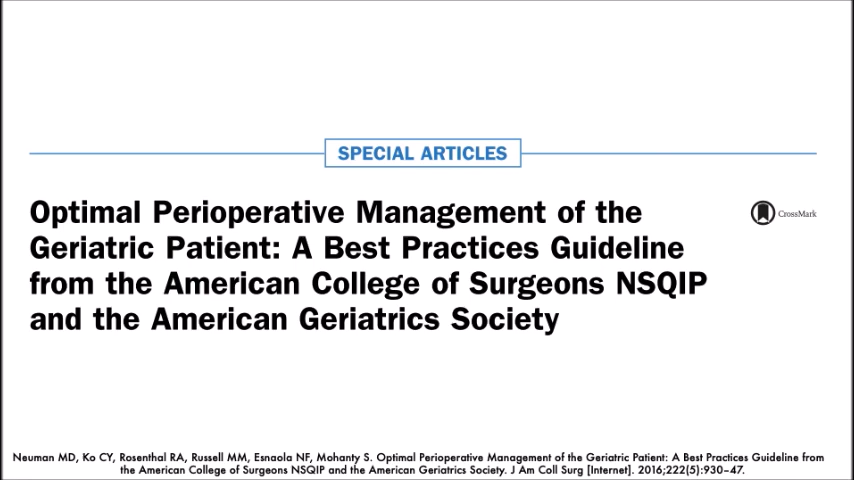 SPECIAL ARTICLES
Optimal Perioperative Management of the
Geriatric Patient: A Best Practices Guideline
from the American College of Surgeons NSQIP
and the American Geriatrics Society
CrossMark
Neuman MD, Ko CY, Rosenthal RA, Russell MM, Esnaola NF, Mohanty S. Optimal Perioperative Management of the Geriatric Patient: A Best Practices Guideline from
the American College of Surgeons NSQIP and the American Geriatrics Society. J Am Coll Surg [Internet]. 2016;222(5):930–47.